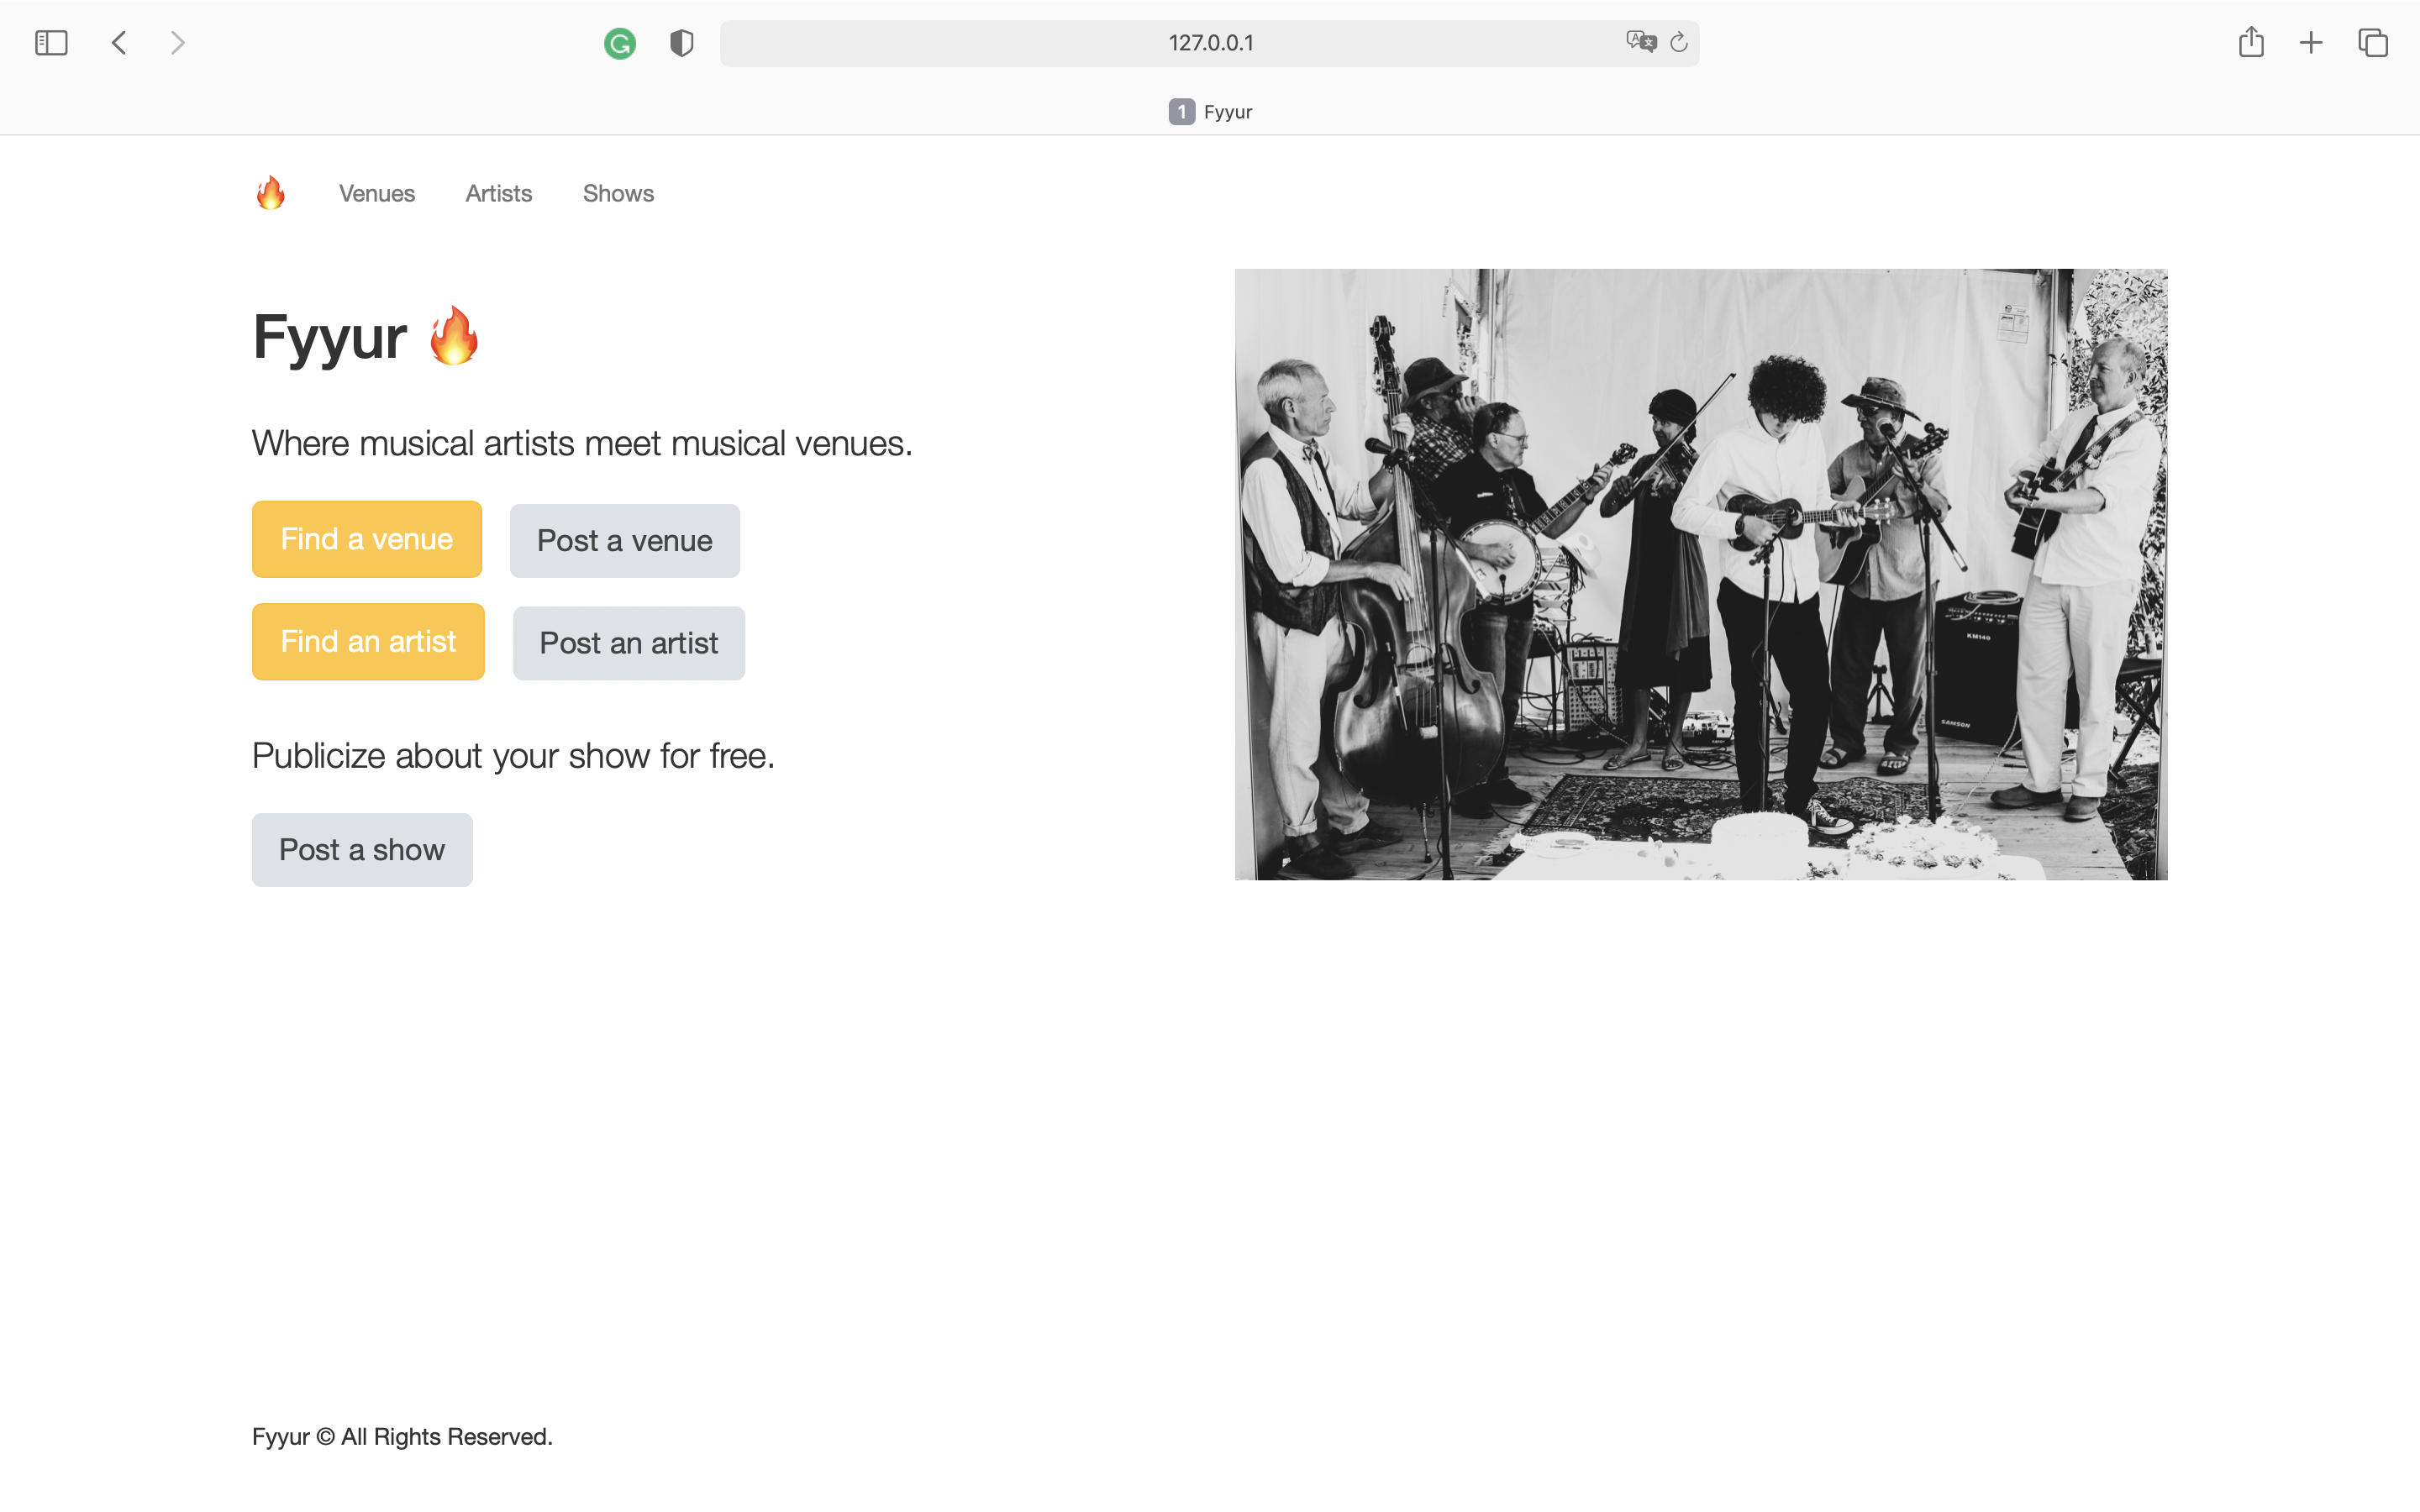 127.0.0.1
1 Fyyur
Venues Artists Shows
Fyyur 🔥
Where musical artists meet musical venues.
Find a venue Post a venue
Find an artist Post an artist
Publicize about your show for free.
Post a show
KM140
SAMSON
Fyyur © All Rights Reserved.